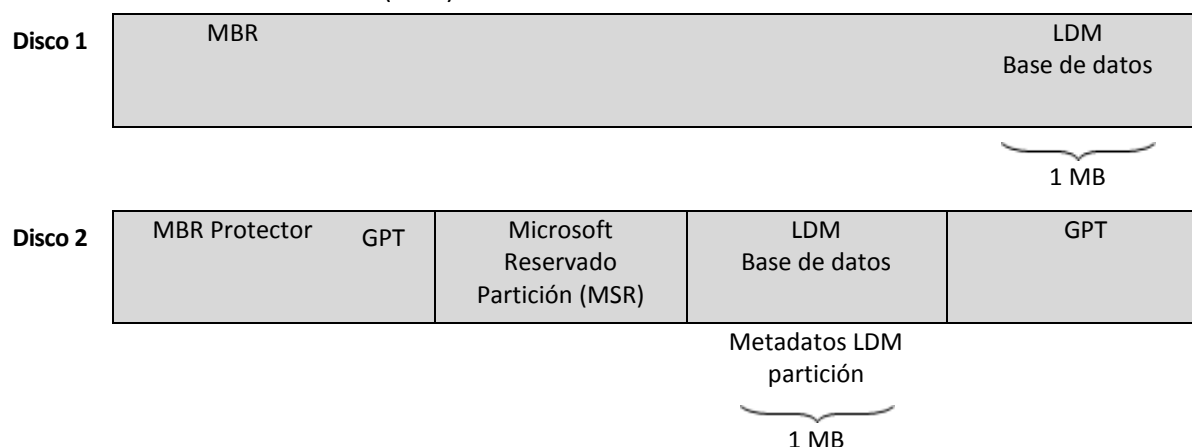 Disco 1
MBR
LDM
Base de datos
1 MB
Disco 2
MBR Protector
GPT
Microsoft
Reservado
Partición (MSR)
LDM
Base de datos
GPT
Metadatos LDM
partición
1 MB